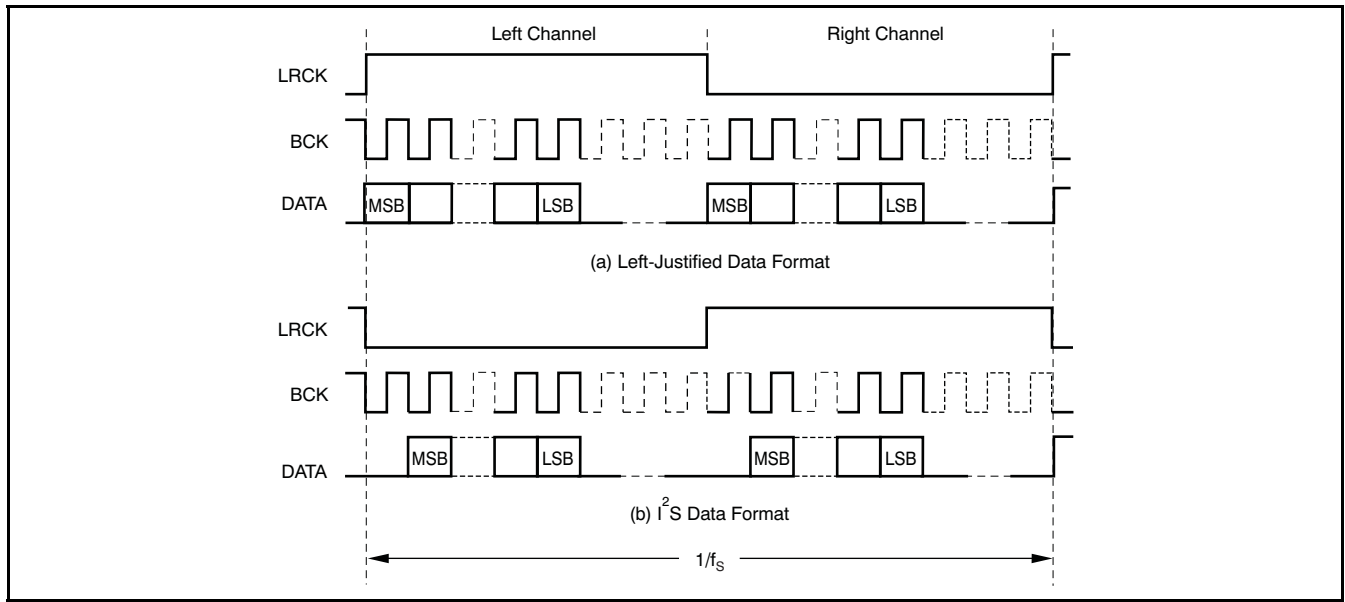 Left Channel Right Channel
LRCK
BCK
DATA MSB LSB MSB LSB
(a) Left-Justified Data Format
LRCK
BCK
DATA MSB LSB MSB LSB
(b) I²S Data Format
1/fS